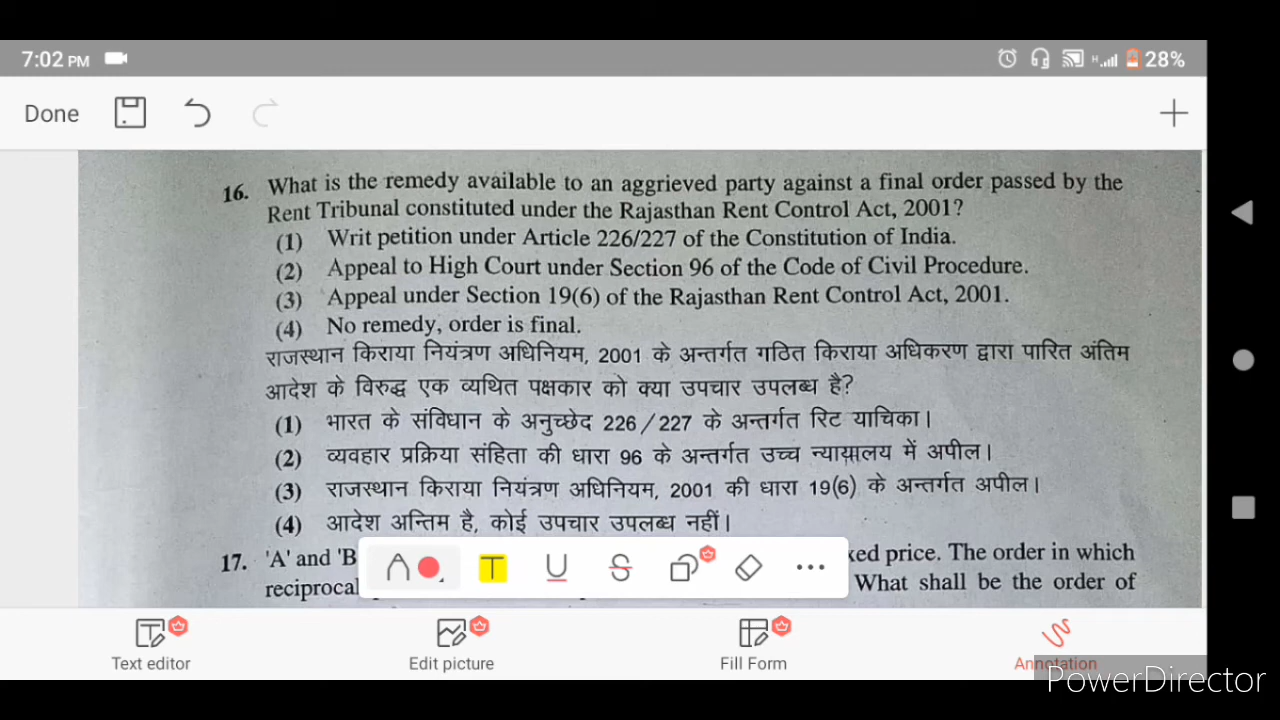 7:02 PM 28%
Done
16. What is the remedy available to an aggrieved party against a final order passed by the
Rent Tribunal constituted under the Rajasthan Rent Control Act, 2001?
(1) Writ petition under Article 226/227 of the Constitution of India.
(2) Appeal to High Court under Section 96 of the Code of Civil Procedure.
(3) Appeal under Section 19(6) of the Rajasthan Rent Control Act, 2001.
(4) No remedy, order is final.
राजस्थान किराया नियंत्रण अधिनियम, 2001 के अन्तर्गत गठित किराया अधिकरण द्वारा पारित अंतिम
आदेश के विरुद्ध एक व्यथित पक्षकार को क्या उपचार उपलब्ध है?
(1) भारत के संविधान के अनुच्छेद 226/227 के अन्तर्गत रिट याचिका।
(2) व्यवहार प्रक्रिया संहिता की धारा 96 के अन्तर्गत उच्च न्यायालय में अपील।
(3) राजस्थान किराया नियंत्रण अधिनियम, 2001 की धारा 19(6) के अन्तर्गत अपील।
(4) आदेश अन्तिम है, कोई उपचार उपलब्ध नहीं।
17. 'A' and 'B price. The order in which
What shall be the order of
Text editor Edit picture Fill Form Annotation
PowerDirector